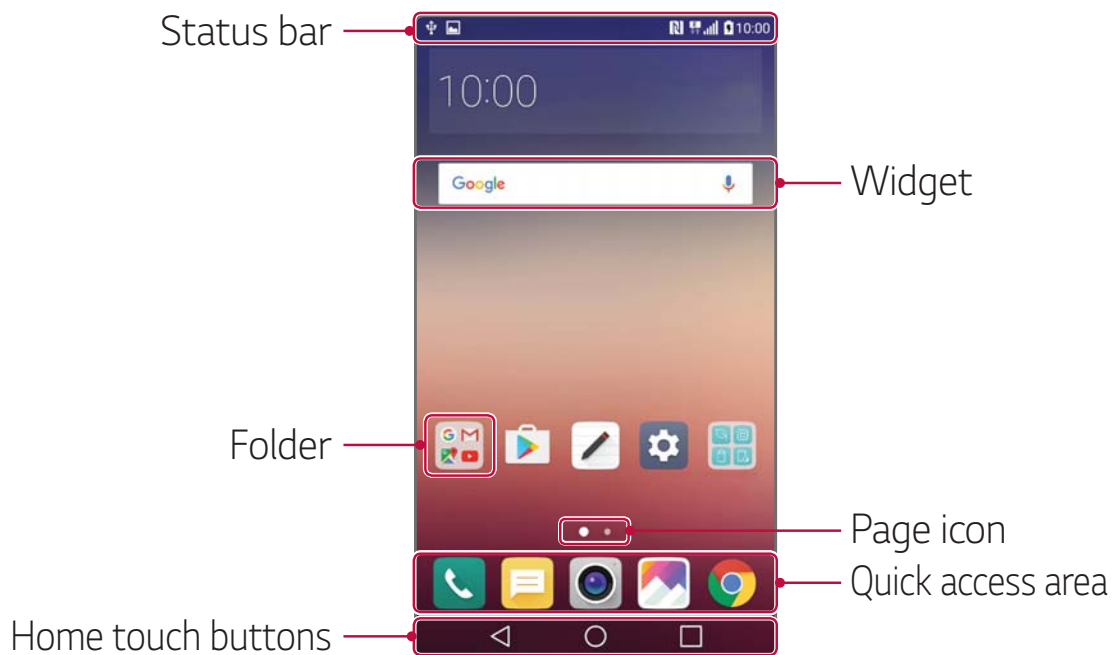 Status bar
10:00
10:00
Google
Widget
Folder
Page icon
Quick access area
Home touch buttons